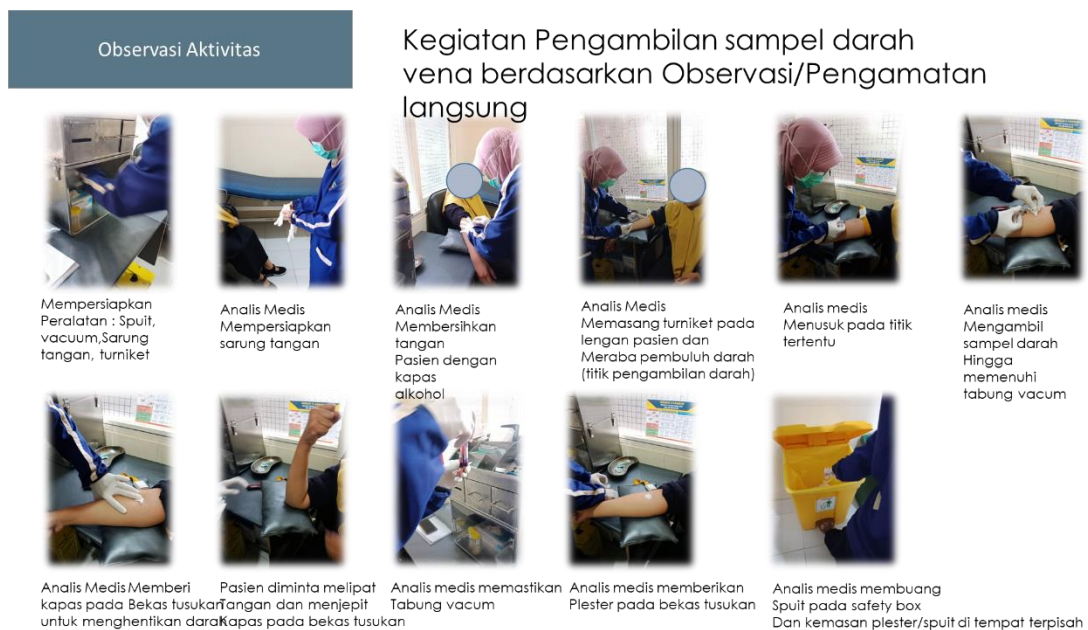 Observasi Aktivitas
Kegiatan Pengambilan sampel darah
vena berdasarkan Observasi/Pengamatan
langsung
Mempersiapkan
Peralatan : Spuit,
vacuum,Sarung
tangan, turniket
Analis Medis
Mempersiapkan
sarung tangan
Analis Medis
Membersihkan
tangan
Pasien dengan
kapas
alkohol
Analis Medis
Memasang turniket pada
lengan pasien dan
Meraba pembuluh darah
(titik pengambilan darah)
Analis medis
Menusuk pada titik
tertentu
Analis medis
Mengambil
sampel darah
Hingga
memenuhi
tabung vacum
Analis Medis Memberi
kapas pada Bekas tusukan
untuk menghentikan darah
Pasien diminta melipat
Tangan dan menjepit
Kapas pada bekas tusukan
Analis medis memastikan
Tabung vacum
Analis medis memberikan
Plester pada bekas tusukan
Analis medis membuang
Spuit pada safety box
Dan kemasan plester/spuit di tempat terpisah